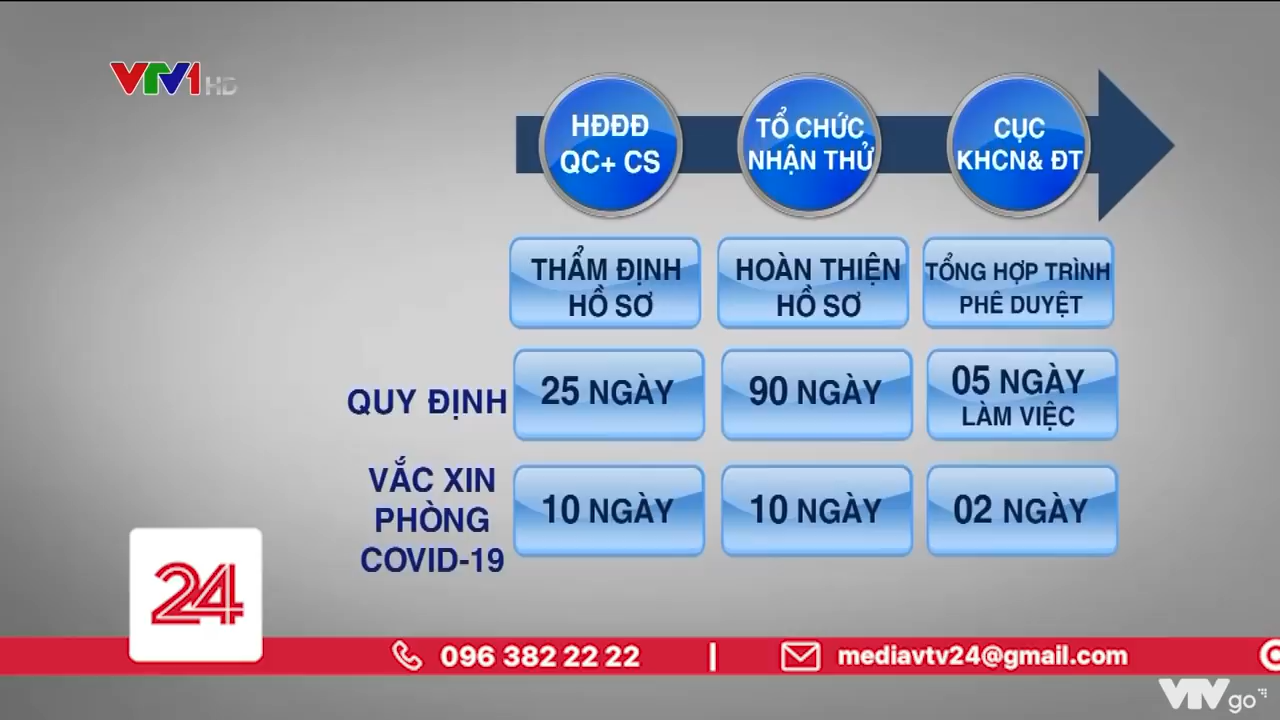 VTV1 HD
HĐĐĐ
QC+ CS
TỔ CHỨC
NHẬN THỬ
CỤC
KHCN& ĐT
THẨM ĐỊNH
HỒ SƠ
HOÀN THIỆN
HỒ SƠ
TỔNG HỢP TRÌNH
PHÊ DUYỆT
QUY ĐỊNH
25 NGÀY
90 NGÀY
05 NGÀY
LÀM VIỆC
VẮC XIN
PHÒNG
COVID-19
10 NGÀY
10 NGÀY
02 NGÀY
24
096 382 22 22
|
mediavtv24@gmail.com
VTV go